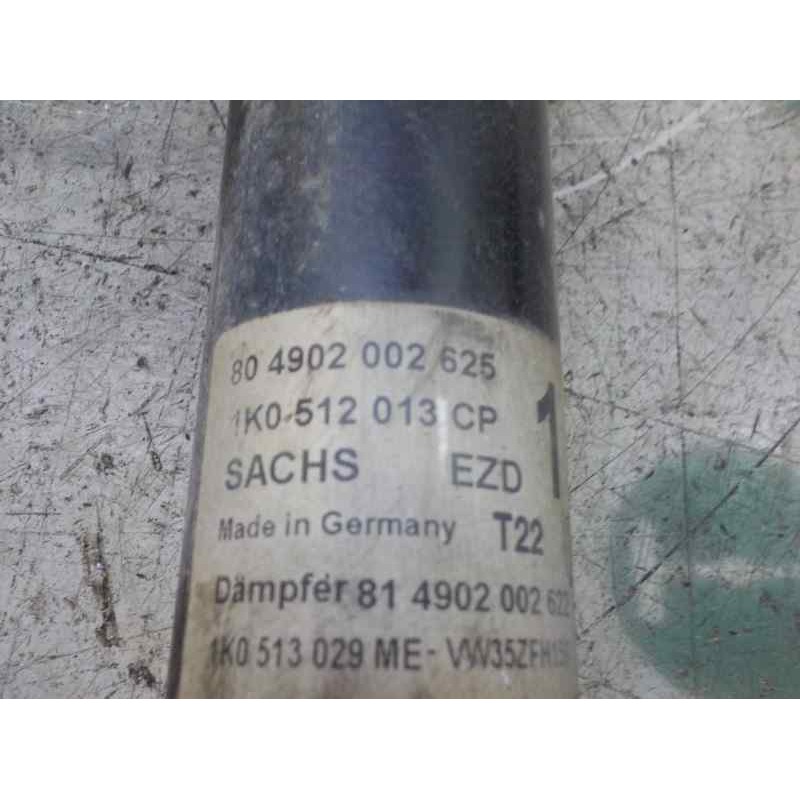 80 4902 002 625
1K0 512 013 CP
SACHS EZD
Made in Germany T22
Dämpfer 81 4902 002
1K0 513 029 ME-